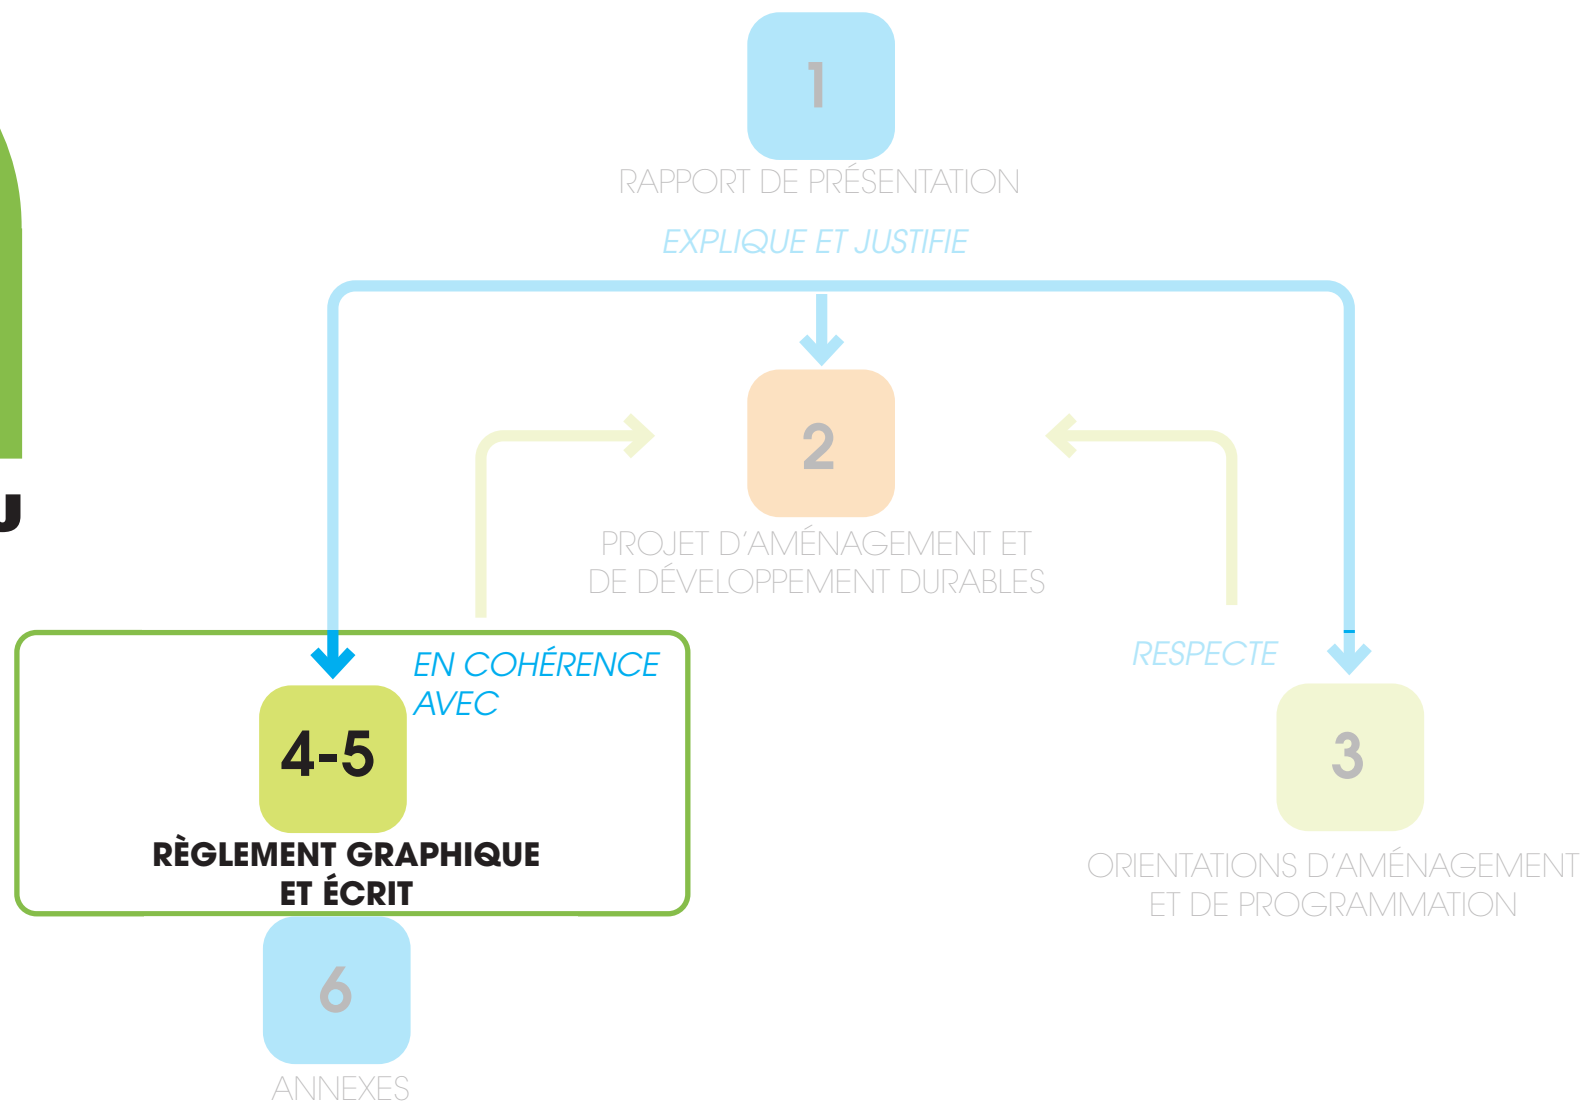 1
RAPPORT DE PRÉSENTATION
EXPLIQUE ET JUSTIFIE
2
PROJET D'AMÉNAGEMENT ET
DE DÉVELOPPEMENT DURABLES
EN COHÉRENCE
AVEC
RESPECTE
4-5
3
RÈGLEMENT GRAPHIQUE
ET ÉCRIT
ORIENTATIONS D'AMÉNAGEMENT
ET DE PROGRAMMATION
6
ANNEXES